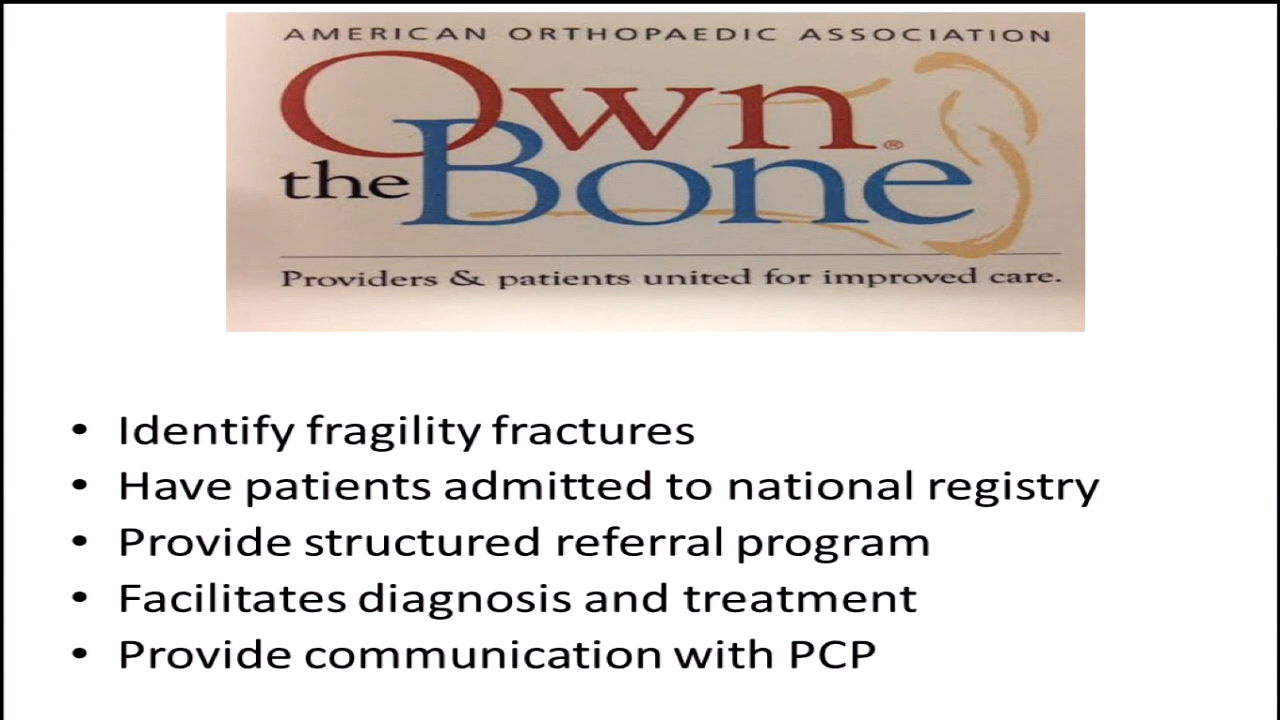 AMERICAN ORTHOPAEDIC ASSOCIATION
Own®
the Bone
Providers & patients united for improved care.
• Identify fragility fractures
• Have patients admitted to national registry
• Provide structured referral program
• Facilitates diagnosis and treatment
• Provide communication with PCP